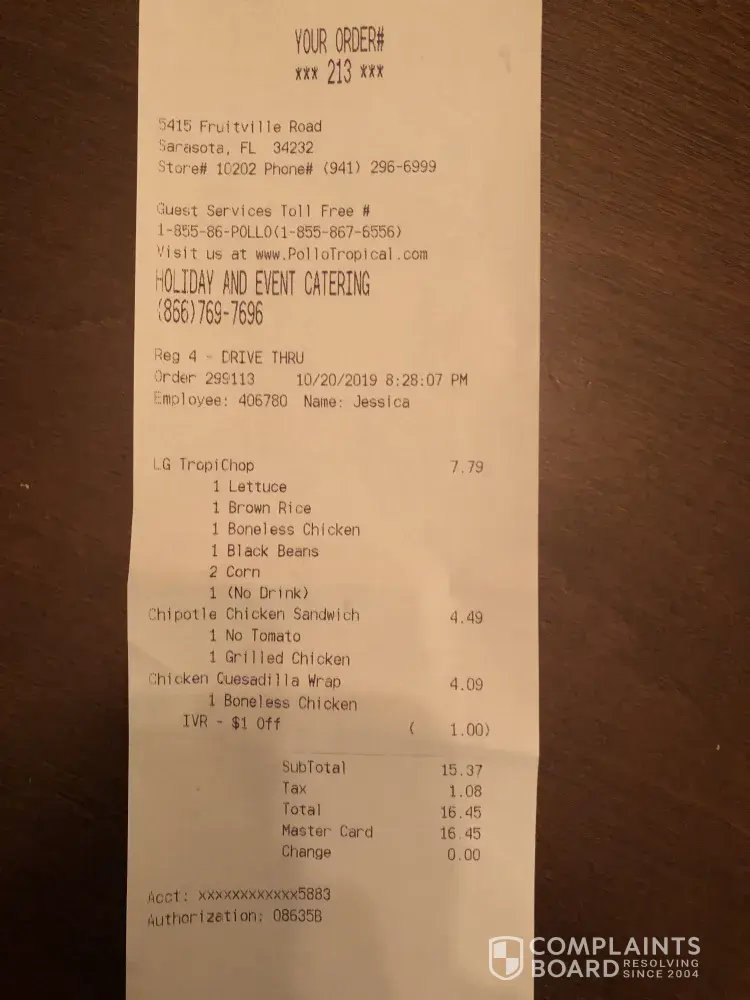 YOUR ORDER#
*** 213 ***
5415 Fruitville Road
Sarasota, FL 34232
Store# 10202 Phone# (941) 296-6999
Guest Services Toll Free #
1-855-86-POLLO(1-855-867-6556)
Visit us at www.PolloTropical.com
HOLIDAY AND EVENT CATERING
(866)769-7696
Reg 4 - DRIVE THRU
Order 299113 10/20/2019 8:28:07 PM
Employee: 406780 Name: Jessica
LG TropiChop 7.79
1 Lettuce
1 Brown Rice
1 Boneless Chicken
1 Black Beans
2 Corn
1 (No Drink)
Chipotle Chicken Sandwich 4.49
1 No Tomato
1 Grilled Chicken
Chicken Quesadilla Wrap 4.09
1 Boneless Chicken
IVR - $1 Off ( 1.00)
SubTotal 15.37
Tax 1.08
Total 16.45
Master Card 16.45
Change 0.00
Acct: xxxxxxxxxxxx5883
Authorization: 08635B
COMPLAINTS
BOARD RESOLVING
SINCE 2004